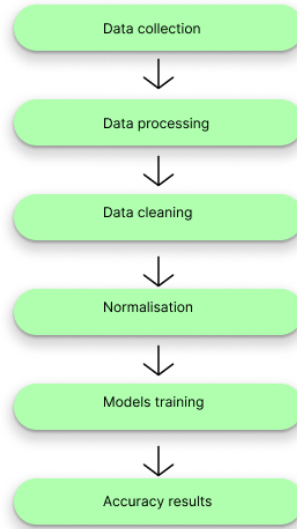 Data collection
Data processing
Data cleaning
Normalisation
Models training
Accuracy results